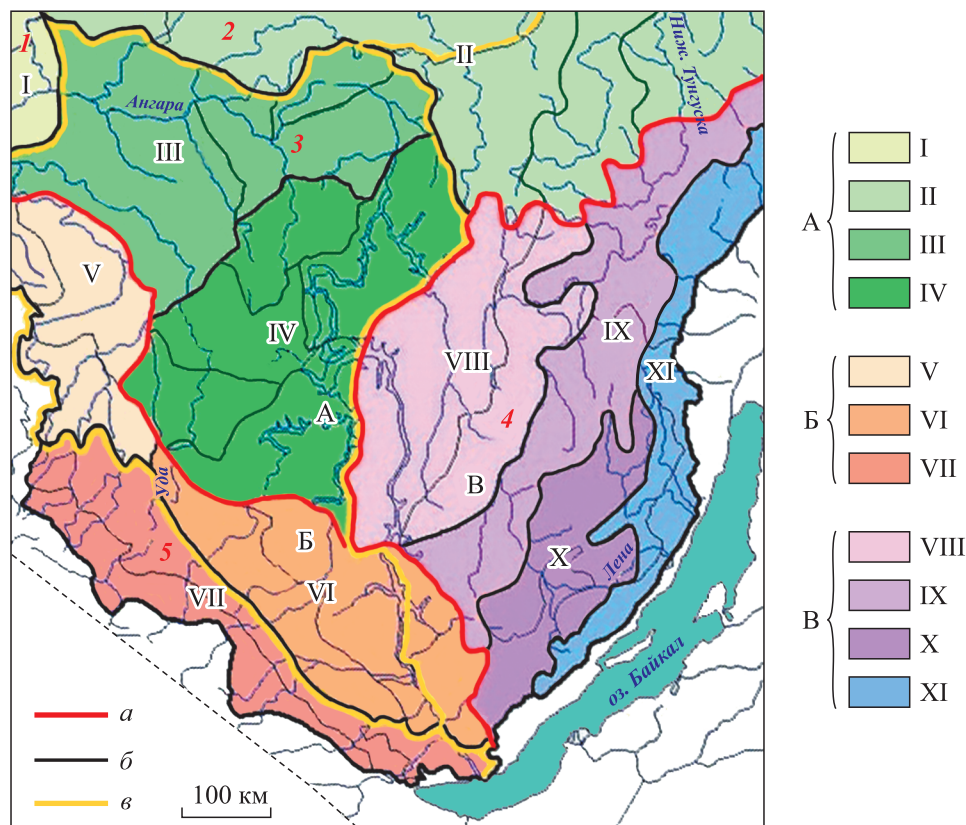 1
2
I
II
Ниж. Тунгуска
Ангара
III
3
V
IV
VIII
IX
XI
А
4
В
Уда
Б
5
VII
VI
X
Лена
оз. Байкал
а
б
в
100 км
А
I
II
III
IV
Б
V
VI
VII
В
VIII
IX
X
XI